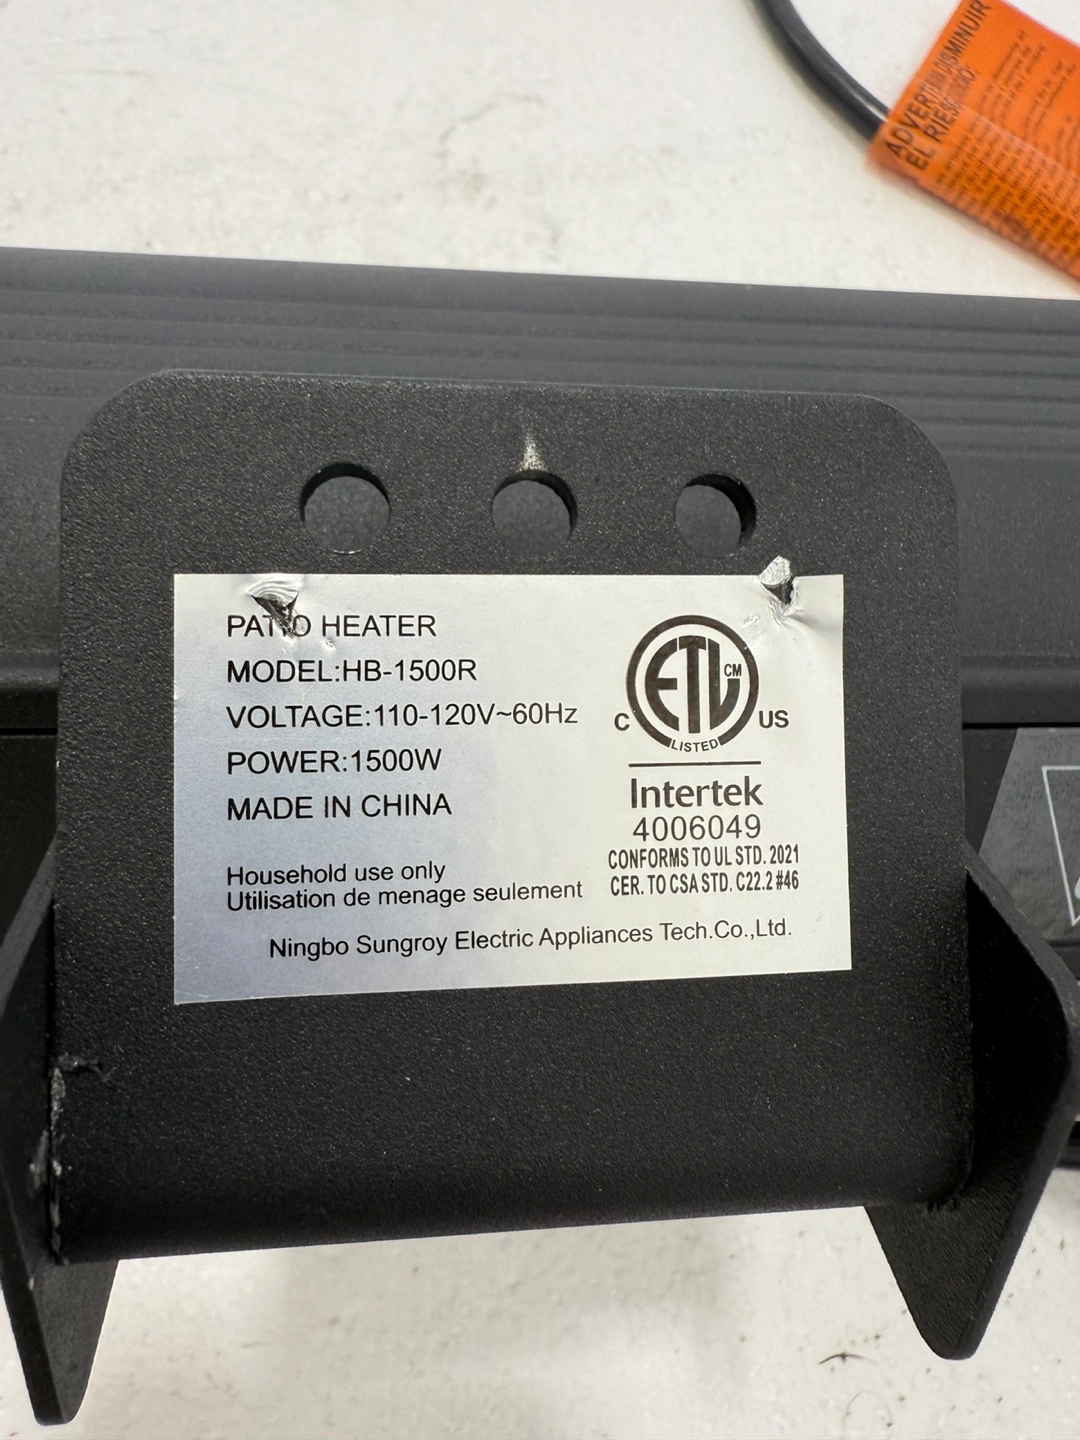 ADVERTENCIA: DISMINUIR
EL RIESGO
PATIO HEATER
MODEL:HB-1500R
VOLTAGE:110-120V~60Hz
POWER:1500W
MADE IN CHINA
Household use only
Utilisation de menage seulement
ETL
CM
C
US
LISTED
Intertek
4006049
CONFORMS TO UL STD. 2021
CER. TO CSA STD. C22.2 #46
Ningbo Sungroy Electric Appliances Tech.Co.,Ltd.